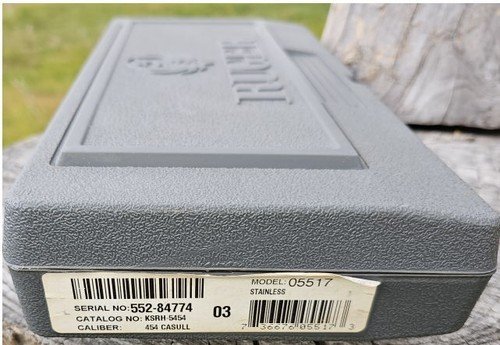 RUGER
MODEL: 05517
STAINLESS
SERIAL NO: 552-84774
03
CATALOG NO: KSRH-5454
CALIBER: 454 CASULL
7 36676 05517 3